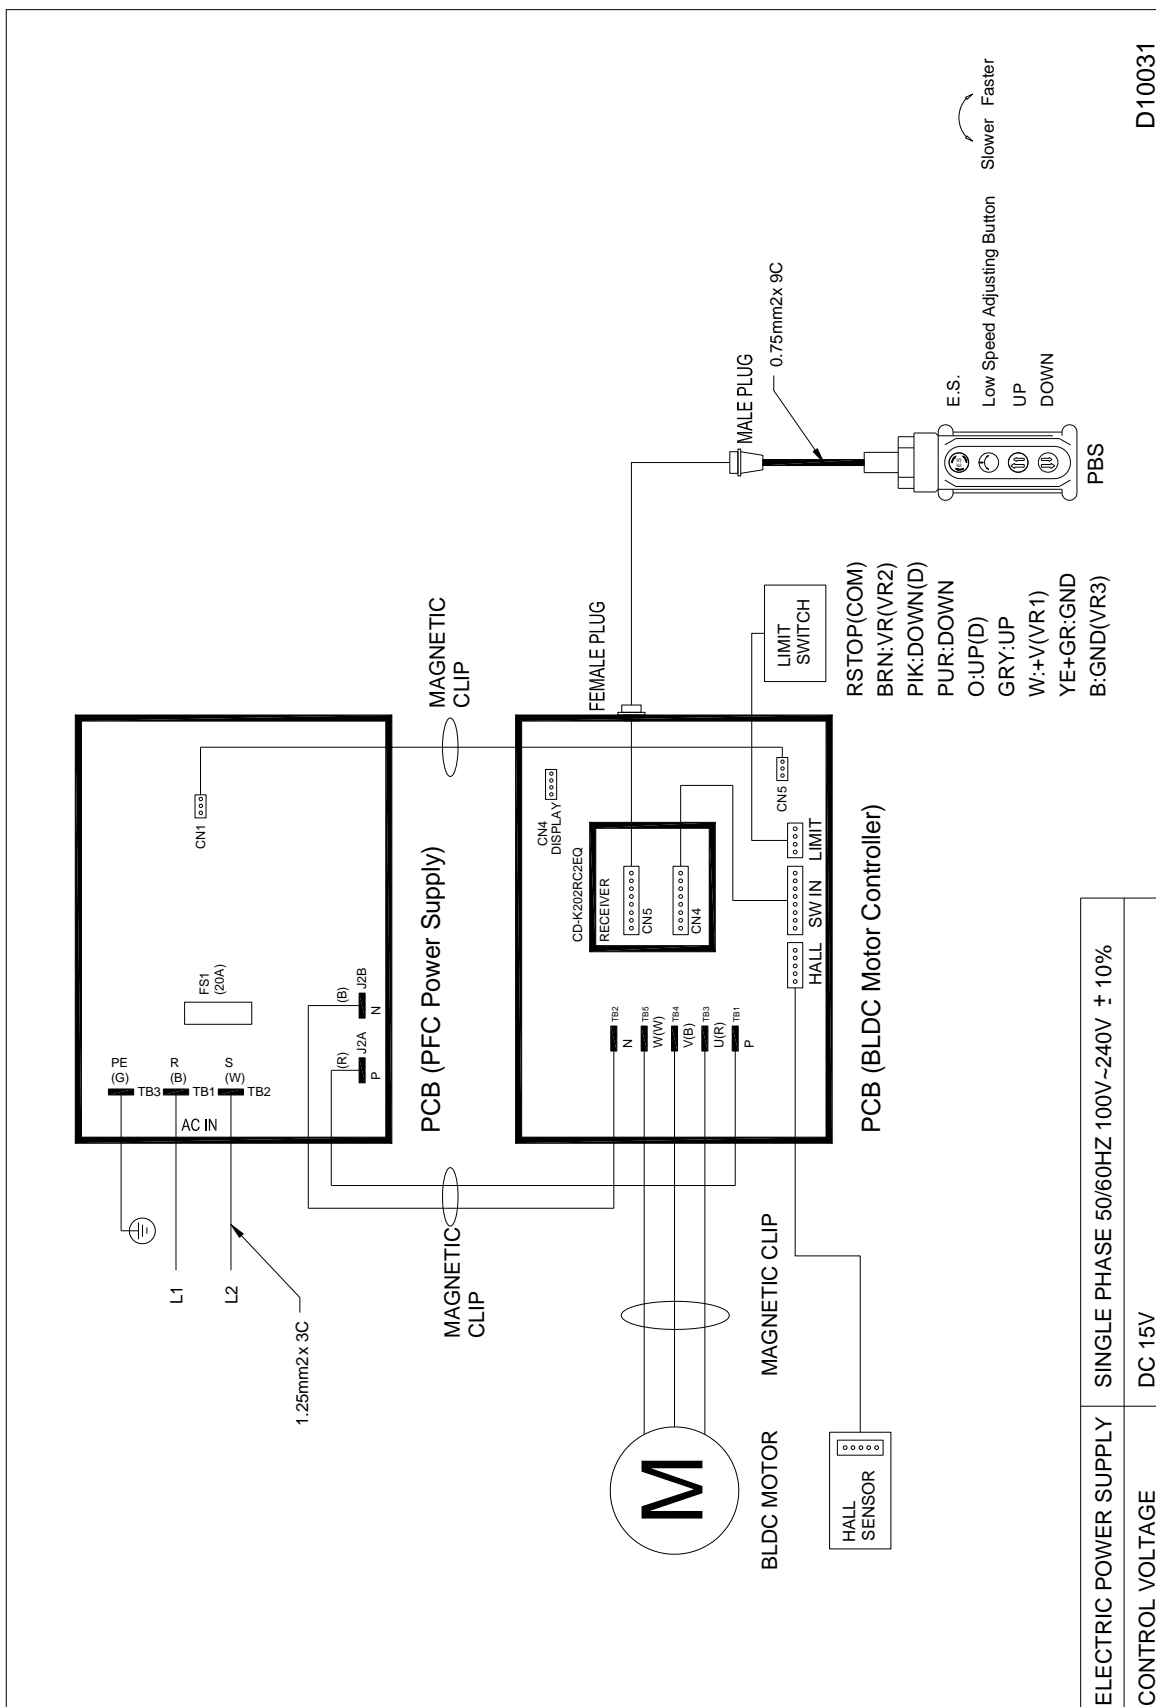 PE
(G)
TB3
R
(B)
TB1
S
(W)
TB2
AC IN
L1
L2
1.25mm2x 3C
FS1
(20A)
CN1
(R)
J2A
P
(B)
J2B
N
PCB (PFC Power Supply)
MAGNETIC
CLIP
MAGNETIC
CLIP
FEMALE PLUG
MALE PLUG
0.75mm2x 9C
CN4
DISPLAY
CD-K202RC2EQ
RECEIVER
CN5
CN4
CN5
TB2
N
TB5
W(W)
TB4
V(B)
TB3
U(R)
TB1
P
HALL
SW IN
LIMIT
PCB (BLDC Motor Controller)
LIMIT
SWITCH
M
BLDC MOTOR
MAGNETIC CLIP
HALL
SENSOR
RSTOP(COM)
BRN:VR(VR2)
PIK:DOWN(D)
PUR:DOWN
O:UP(D)
GRY:UP
W:+V(VR1)
YE+GR:GND
B:GND(VR3)
E.S.
E.S.
Low Speed Adjusting Button Slower Faster
UP
DOWN
PBS
ELECTRIC POWER SUPPLY SINGLE PHASE 50/60HZ 100V~240V ±10%
CONTROL VOLTAGE DC 15V
D10031